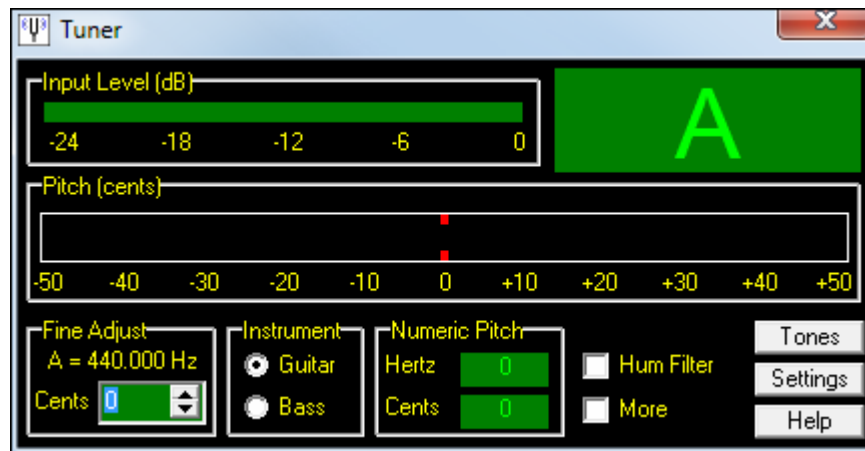 Tuner
Input Level (dB)
-24 -18 -12 -6 0
A
Pitch (cents)
-50 -40 -30 -20 -10 0 +10 +20 +30 +40 +50
Fine Adjust
A = 440.000 Hz
Cents 0
Instrument
Guitar
Bass
Numeric Pitch
Hertz 0
Cents 0
Hum Filter
More
Tones
Settings
Help